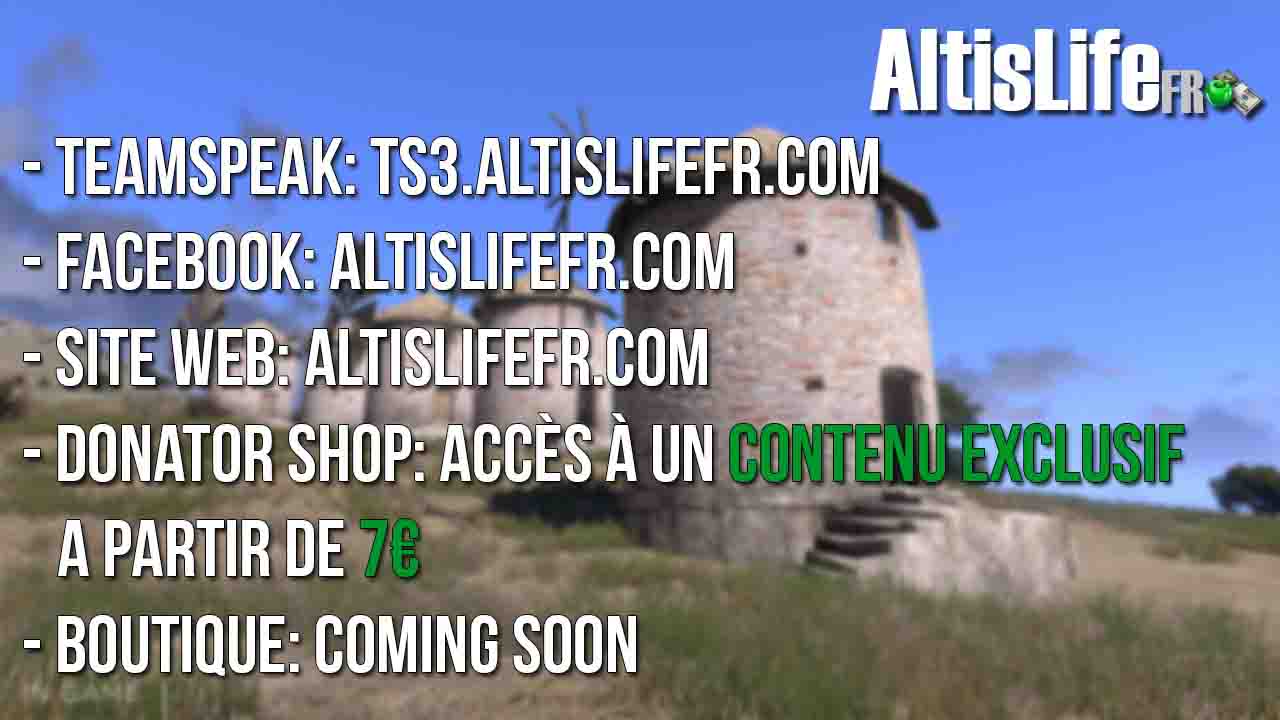 AltisLifeFR
- TEAMSPEAK: TS3.ALTISLIFEFR.COM
- FACEBOOK: ALTISLIFEFR.COM
- SITE WEB: ALTISLIFEFR.COM
- DONATOR SHOP: ACCÈS À UN CONTENU EXCLUSIF
A PARTIR DE 7€
- BOUTIQUE: COMING SOON